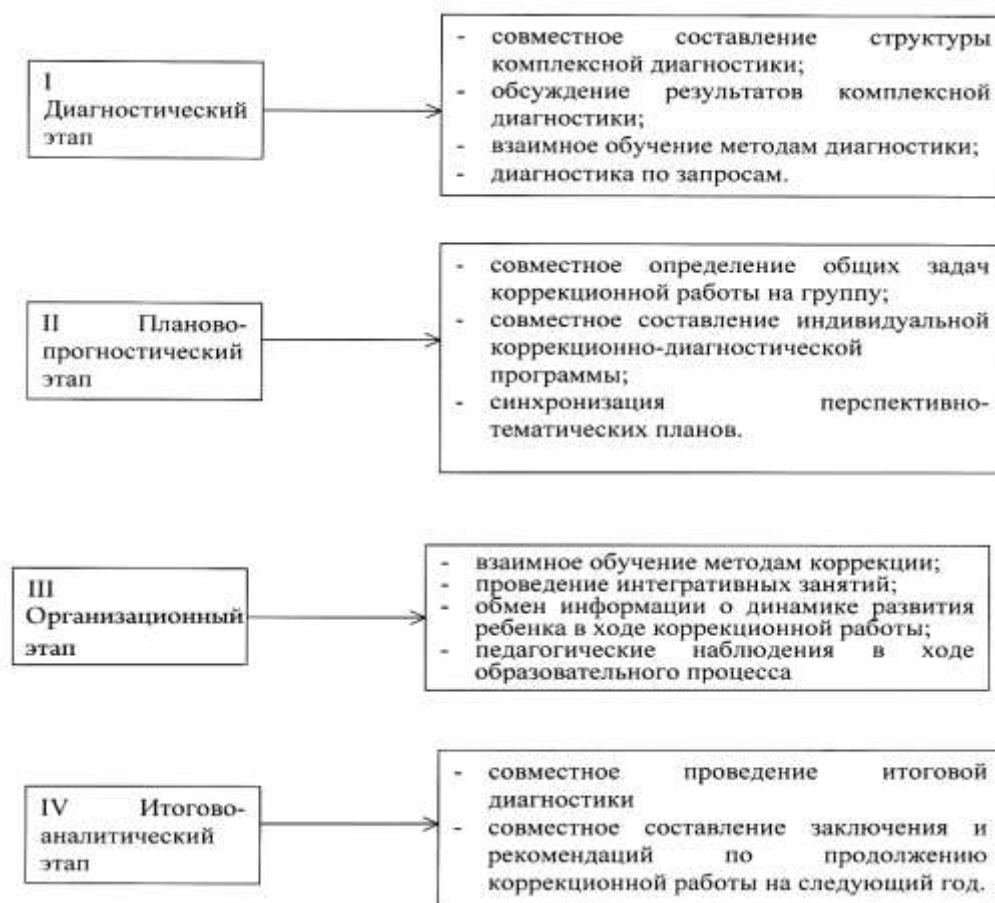 I
Диагностический
этап
- совместное составление структуры
комплексной диагностики;
- обсуждение результатов комплексной
диагностики;
- взаимное обучение методам диагностики;
- диагностика по запросам.
II Планово-
прогностический
этап
- совместное определение общих задач
коррекционной работы на группу;
- совместное составление индивидуальной
коррекционно-диагностической
программы;
- синхронизация перспективно-
тематических планов.
III
Организационный
этап
- взаимное обучение методам коррекции;
- проведение интегративных занятий;
- обмен информации о динамике развития
ребенка в ходе коррекционной работы;
- педагогические наблюдения в ходе
образовательного процесса
IV Итогово-
аналитический
этап
- совместное проведение итоговой
диагностики
- совместное составление заключения и
рекомендаций по продолжению
коррекционной работы на следующий год.